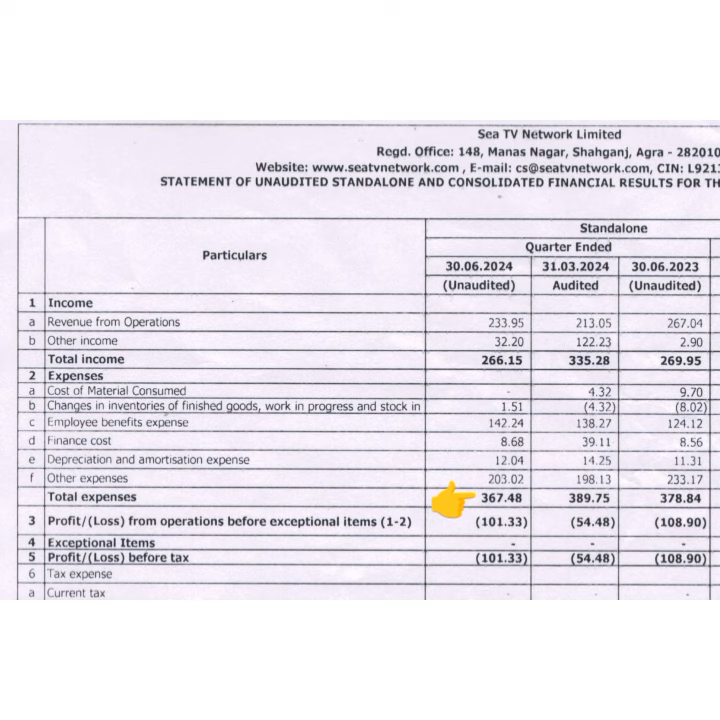 Sea TV Network Limited
Regd. Office: 148, Manas Nagar, Shahganj, Agra - 282010
Website: www.seatvnetwork.com , E-mail: cs@seatvnetwork.com, CIN: L9213
STATEMENT OF UNAUDITED STANDALONE AND CONSOLIDATED FINANCIAL RESULTS FOR TH
Particulars Standalone
Quarter Ended
30.06.2024 31.03.2024 30.06.2023
(Unaudited) Audited (Unaudited)
1 Income
a Revenue from Operations 233.95 213.05 267.04
b Other income 32.20 122.23 2.90
Total income 266.15 335.28 269.95
2 Expenses
a Cost of Material Consumed - 4.32 9.70
b Changes in inventories of finished goods, work in progress and stock in 1.51 (4.32) (8.02)
c Employee benefits expense 142.24 138.27 124.12
d Finance cost 8.68 39.11 8.56
e Depreciation and amortisation expense 12.04 14.25 11.31
f Other expenses 203.02 198.13 233.17
Total expenses 367.48 389.75 378.84
3 Profit/(Loss) from operations before exceptional items (1-2) (101.33) (54.48) (108.90)
4 Exceptional Items - - -
5 Profit/(Loss) before tax (101.33) (54.48) (108.90)
6 Tax expense
a Current tax -